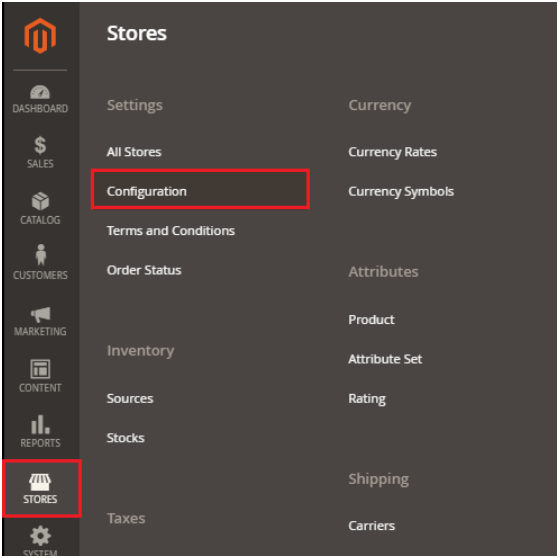 DASHBOARD
$
SALES
CATALOG
CUSTOMERS
MARKETING
CONTENT
REPORTS
STORES
SYSTEM
Stores
Settings
All Stores
Configuration
Terms and Conditions
Order Status
Inventory
Sources
Stocks
Taxes
Currency
Currency Rates
Currency Symbols
Attributes
Product
Attribute Set
Rating
Shipping
Carriers